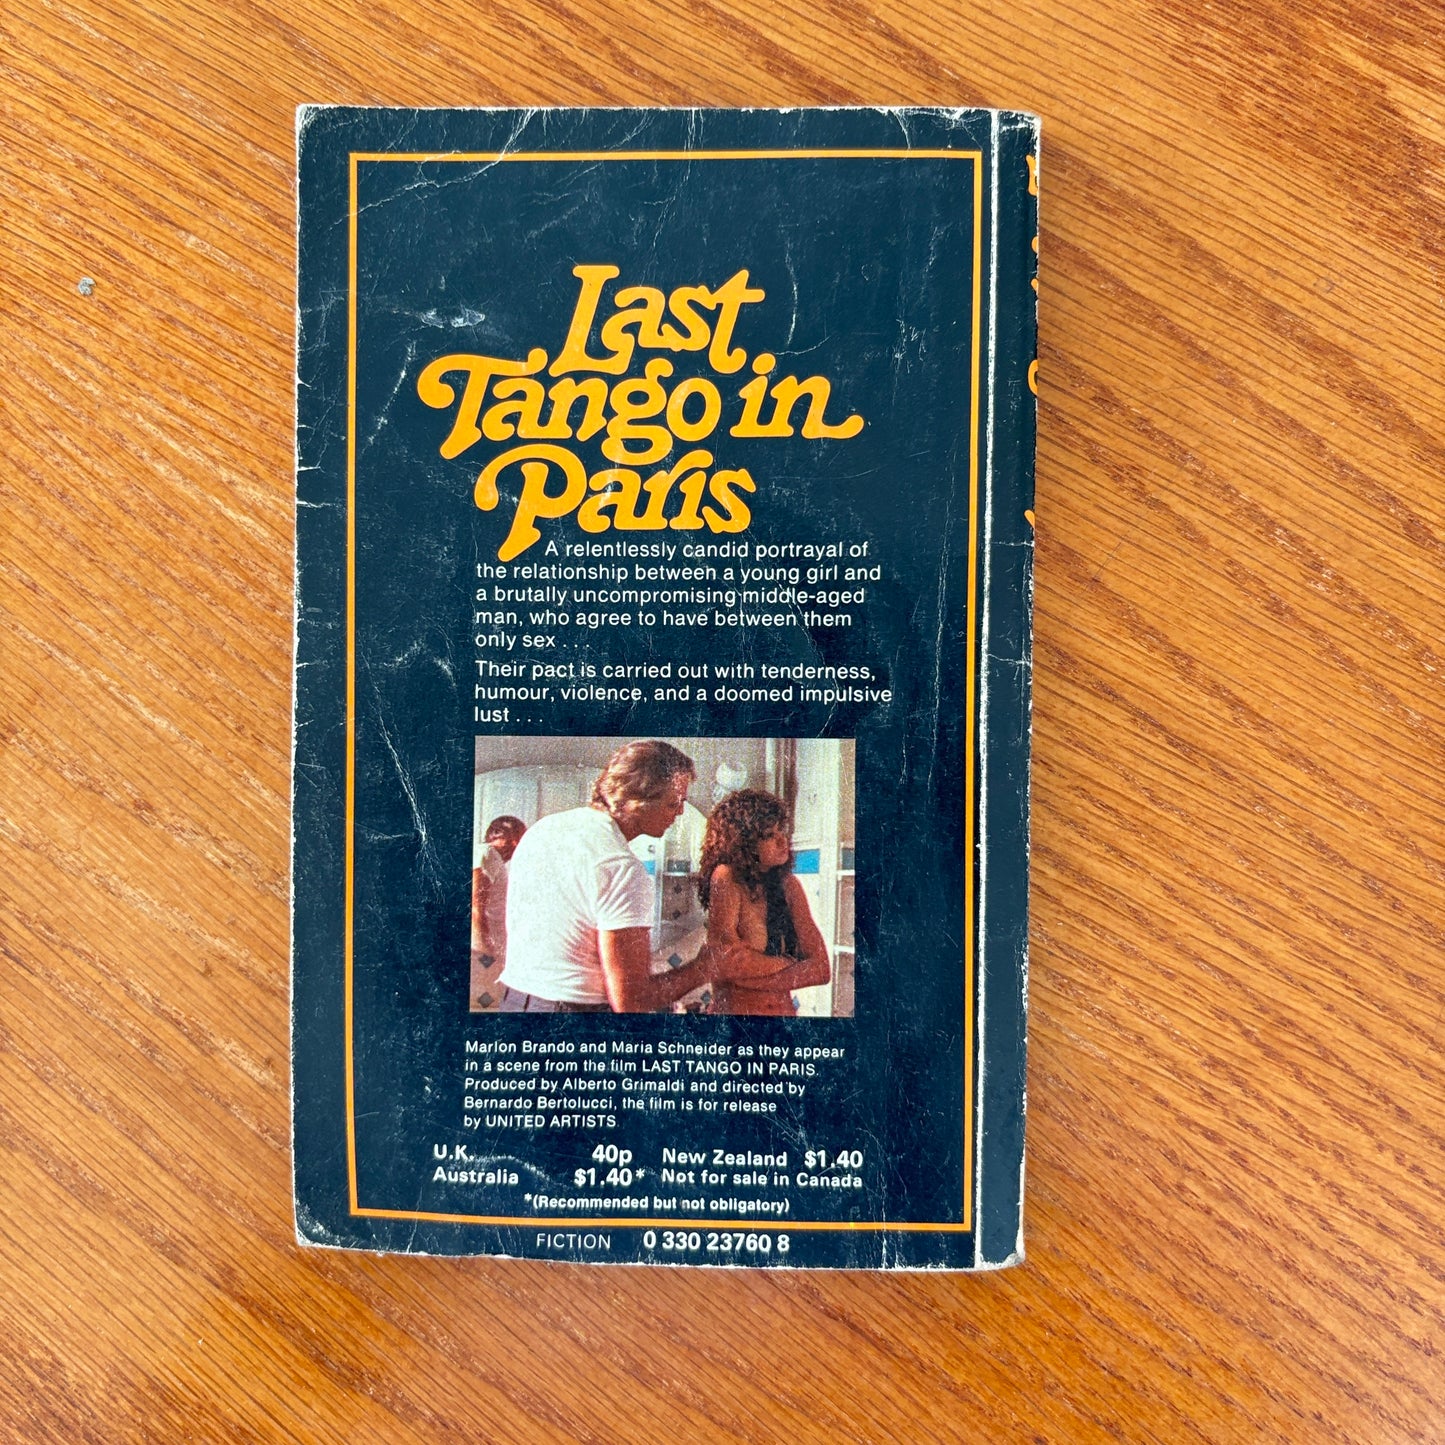 Last
Tango in
Paris
A relentlessly candid portrayal of
the relationship between a young girl and
a brutally uncompromising middle-aged
man, who agree to have between them
only sex . . .
Their pact is carried out with tenderness,
humour, violence, and a doomed impulsive
lust . . .
Marlon Brando and Maria Schneider as they appear
in a scene from the film LAST TANGO IN PARIS.
Produced by Alberto Grimaldi and directed by
Bernardo Bertolucci, the film is for release
by UNITED ARTISTS.
U.K. 40p New Zealand $1.40
Australia $1.40* Not for sale in Canada
*(Recommended but not obligatory)
FICTION 0 330 23760 8